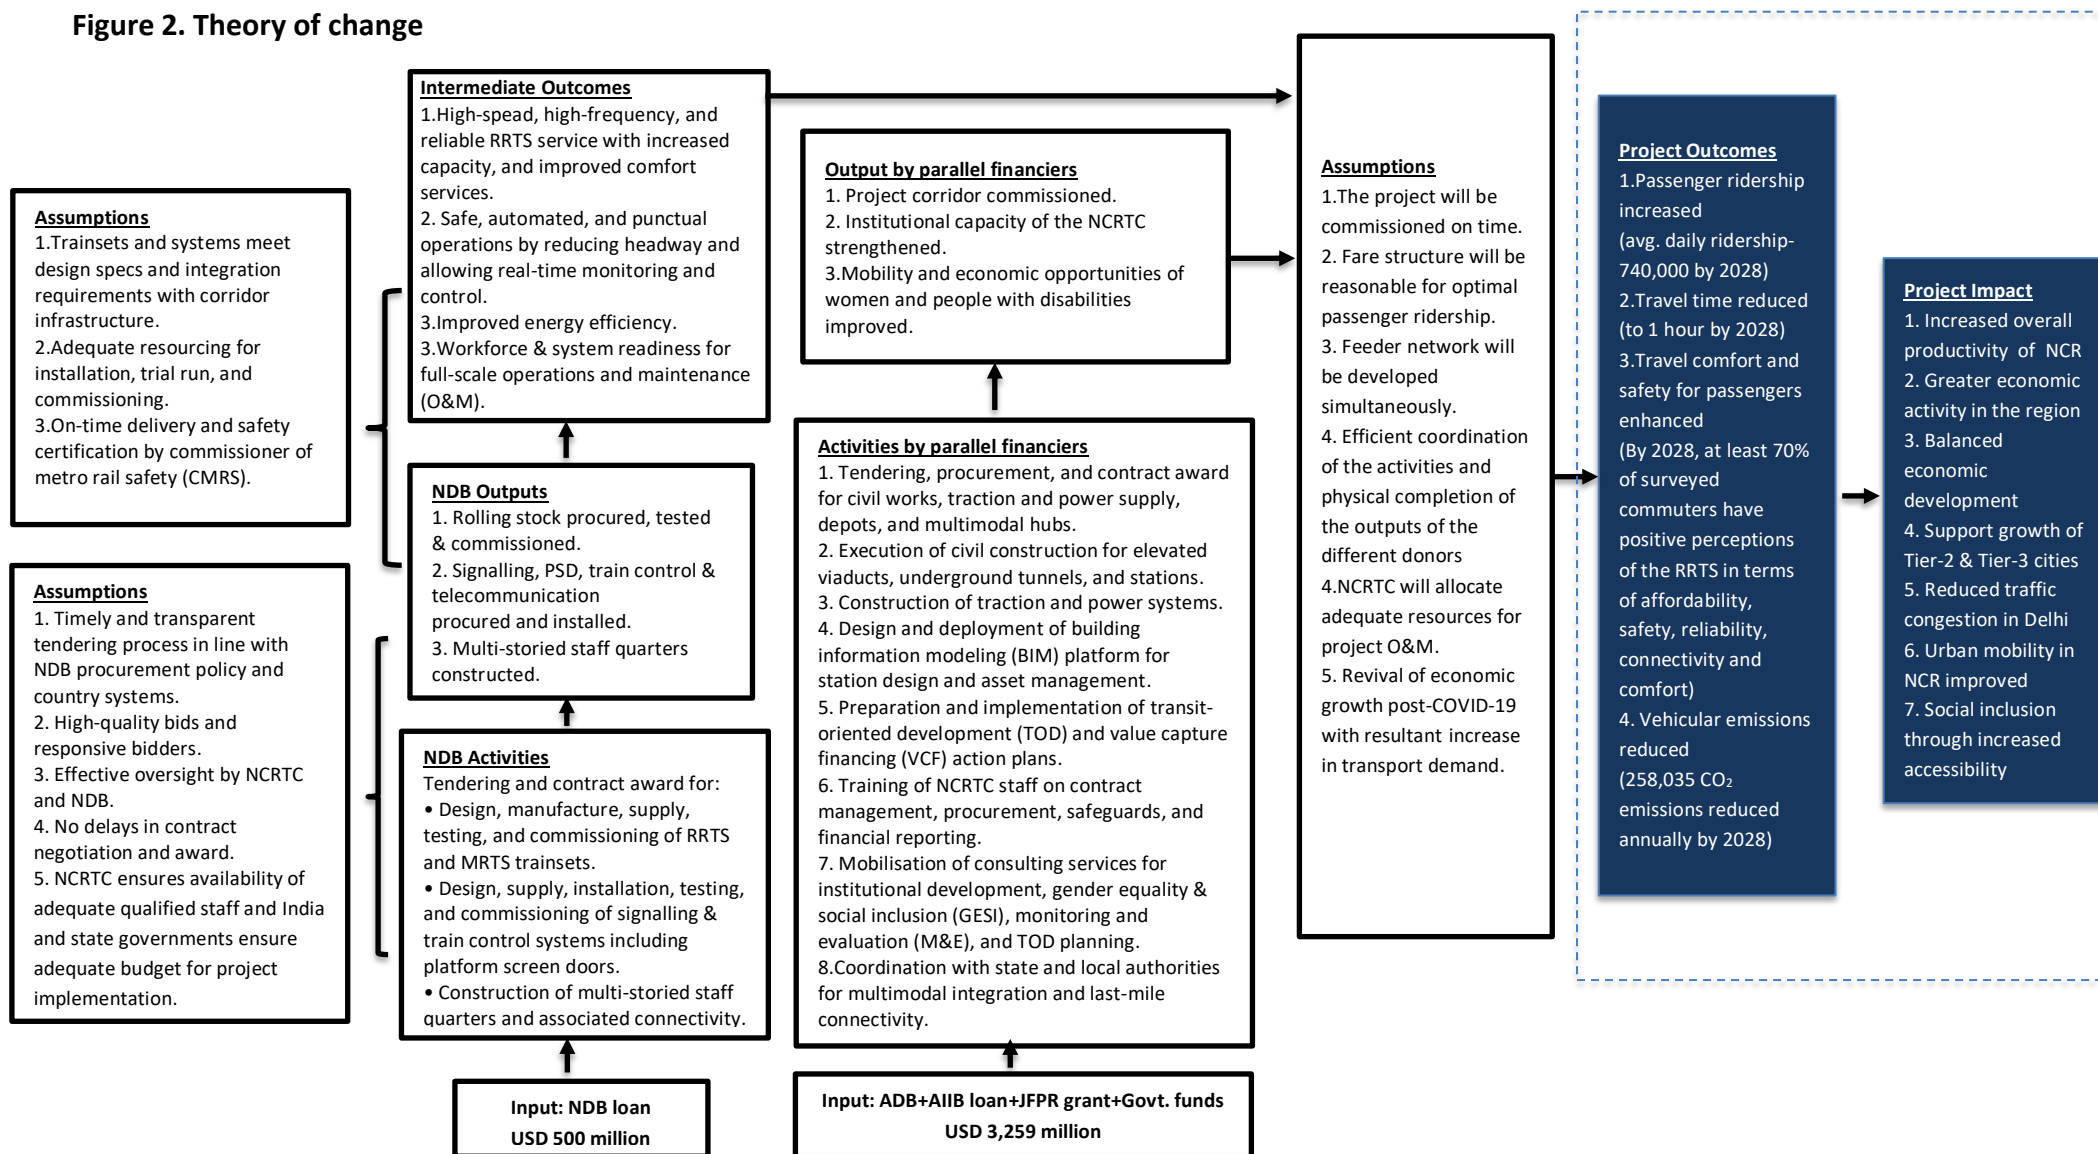 Figure 2. Theory of change
Assumptions
1.Trainsets and systems meet
design specs and integration
requirements with corridor
infrastructure.
2.Adequate resourcing for
installation, trial run, and
commissioning.
3.On-time delivery and safety
certification by commissioner of
metro rail safety (CMRS).
Assumptions
1. Timely and transparent
tendering process in line with
NDB procurement policy and
country systems.
2. High-quality bids and
responsive bidders.
3. Effective oversight by NCRTC
and NDB.
4. No delays in contract
negotiation and award.
5. NCRTC ensures availability of
adequate qualified staff and India
and state governments ensure
adequate budget for project
implementation.
Intermediate Outcomes
1.High-spead, high-frequency, and
reliable RRTS service with increased
capacity, and improved comfort
services.
2. Safe, automated, and punctual
operations by reducing headway and
allowing real-time monitoring and
control.
3.Improved energy efficiency.
3.Workforce & system readiness for
full-scale operations and maintenance
(O&M).
NDB Outputs
1. Rolling stock procured, tested
& commissioned.
2. Signalling, PSD, train control &
telecommunication
procured and installed.
3. Multi-storied staff quarters
constructed.
NDB Activities
Tendering and contract award for:
• Design, manufacture, supply,
testing, and commissioning of RRTS
and MRTS trainsets.
• Design, supply, installation, testing,
and commissioning of signalling &
train control systems including
platform screen doors.
• Construction of multi-storied staff
quarters and associated connectivity.
Input: NDB loan
USD 500 million
Output by parallel financiers
1. Project corridor commissioned.
2. Institutional capacity of the NCRTC
strengthened.
3.Mobility and economic opportunities of
women and people with disabilities
improved.
Activities by parallel financiers
1. Tendering, procurement, and contract award
for civil works, traction and power supply,
depots, and multimodal hubs.
2. Execution of civil construction for elevated
viaducts, underground tunnels, and stations.
3. Construction of traction and power systems.
4. Design and deployment of building
information modeling (BIM) platform for
station design and asset management.
5. Preparation and implementation of transit-
oriented development (TOD) and value capture
financing (VCF) action plans.
6. Training of NCRTC staff on contract
management, procurement, safeguards, and
financial reporting.
7. Mobilisation of consulting services for
institutional development, gender equality &
social inclusion (GESI), monitoring and
evaluation (M&E), and TOD planning.
8.Coordination with state and local authorities
for multimodal integration and last-mile
connectivity.
Input: ADB+AIIB loan+JFPR grant+Govt. funds
USD 3,259 million
Assumptions
1.The project will be
commissioned on time.
2. Fare structure will be
reasonable for optimal
passenger ridership.
3. Feeder network will
be developed
simultaneously.
4. Efficient coordination
of the activities and
physical completion of
the outputs of the
different donors
4.NCRTC will allocate
adequate resources for
project O&M.
5. Revival of economic
growth post-COVID-19
with resultant increase
in transport demand.
Project Outcomes
1.Passenger ridership
increased
(avg. daily ridership-
740,000 by 2028)
2.Travel time reduced
(to 1 hour by 2028)
3.Travel comfort and
safety for passengers
enhanced
(By 2028, at least 70%
of surveyed
commuters have
positive perceptions
of the RRTS in terms
of affordability,
safety, reliability,
connectivity and
comfort)
4. Vehicular emissions
reduced
(258,035 CO₂
emissions reduced
annually by 2028)
Project Impact
1. Increased overall
productivity of NCR
2. Greater economic
activity in the region
3. Balanced
economic
development
4. Support growth of
Tier-2 & Tier-3 cities
5. Reduced traffic
congestion in Delhi
6. Urban mobility in
NCR improved
7. Social inclusion
through increased
accessibility